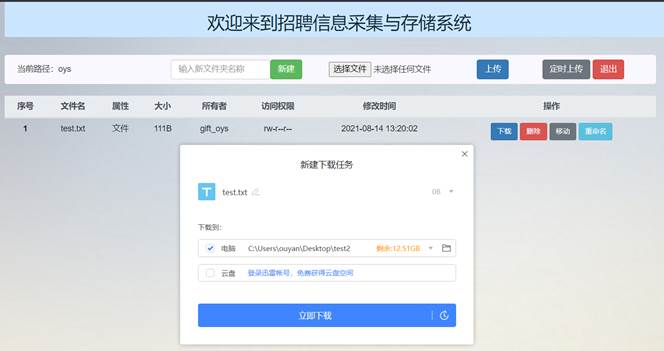 欢迎来到招聘信息采集与存储系统
当前路径：oys 输入新文件夹名称 新建 选择文件 未选择任何文件 上传 定时上传 退出
序号 文件名 属性 大小 所有者 访问权限 修改时间 操作
1 test.txt 文件 111B gift_oys rw-r--r-- 2021-08-14 13:20:02 下载 删除 移动 重命名
新建下载任务
T test.txt 0B
下载到:
电脑 C:\Users\ouyan\Desktop\test2 剩余:12.51GB
云盘 登录迅雷帐号，免费获得云盘空间
立即下载